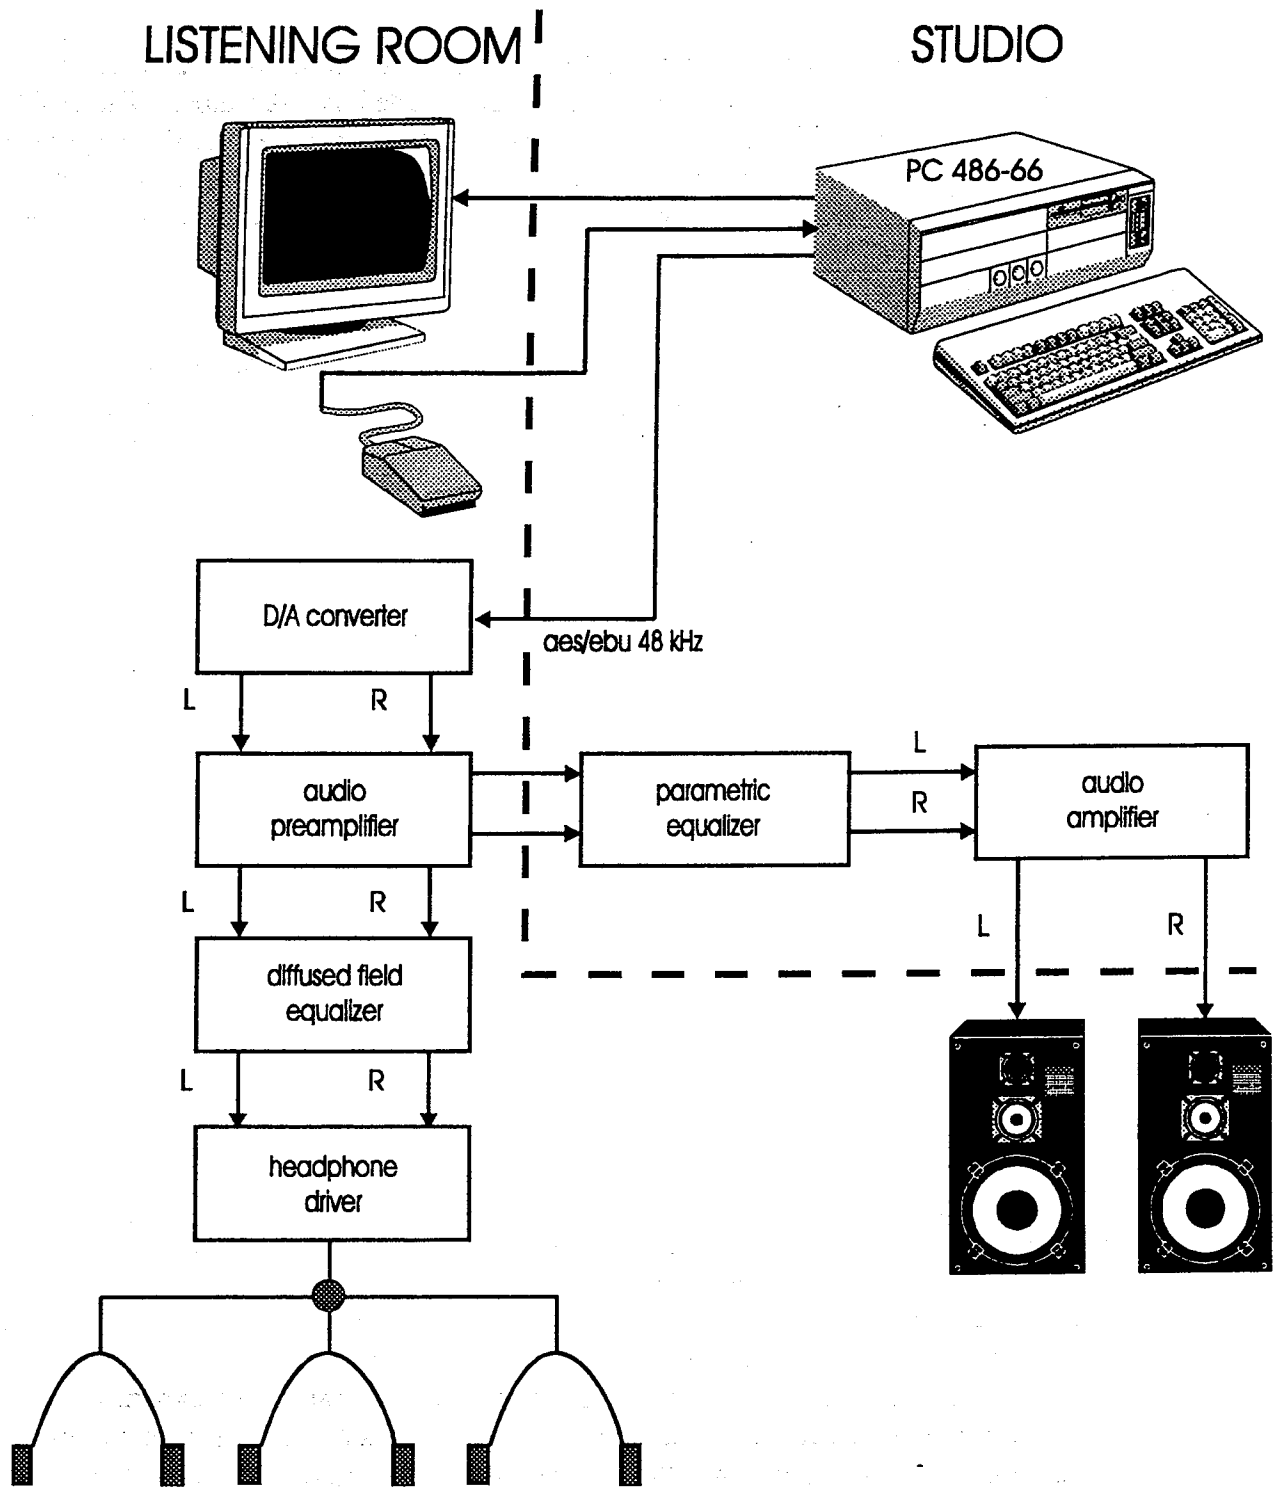 LISTENING ROOM
STUDIO
PC 486-66
D/A converter
aes/ebu 48 kHz
L
R
audio
preamplifier
parametric
equalizer
L
R
audio
amplifier
L
R
L
R
diffused field
equalizer
L
R
headphone
driver